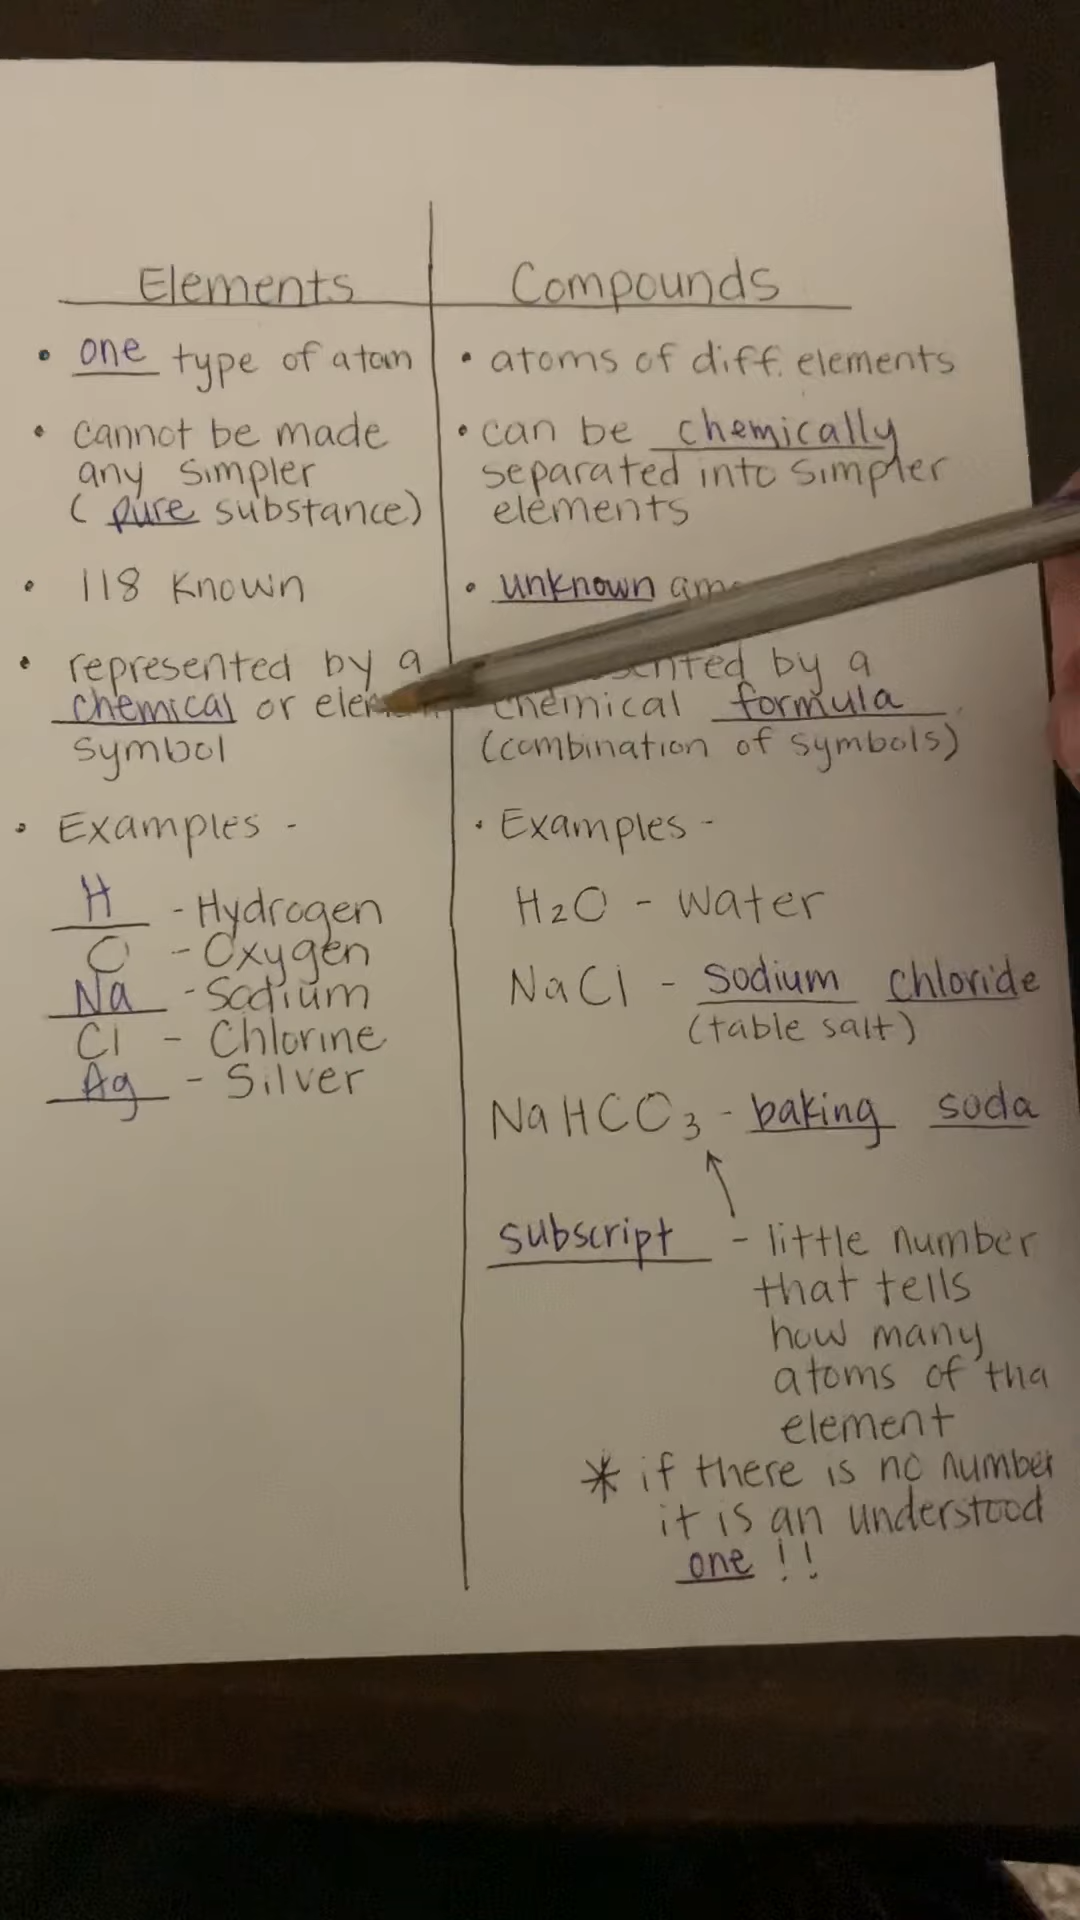 Elements
• one type of atom
• cannot be made
any simpler
(pure substance)
• 118 known
• represented by a
chemical or
symbol
• Examples -
H - Hydrogen
O - Oxygen
Na - Sodium
Cl - Chlorine
Ag - Silver
Compounds
• atoms of diff. elements
• can be chemically
separated into simpler
elements
• unknown
by a
chemical formula
(combination of symbols)
• Examples -
H₂O - water
NaCl - sodium chloride
(table salt)
NaHCO₃ - baking soda
subscript - little number
that tells
how many
atoms of tha
element
* if there is no number
it is an understood
one!!